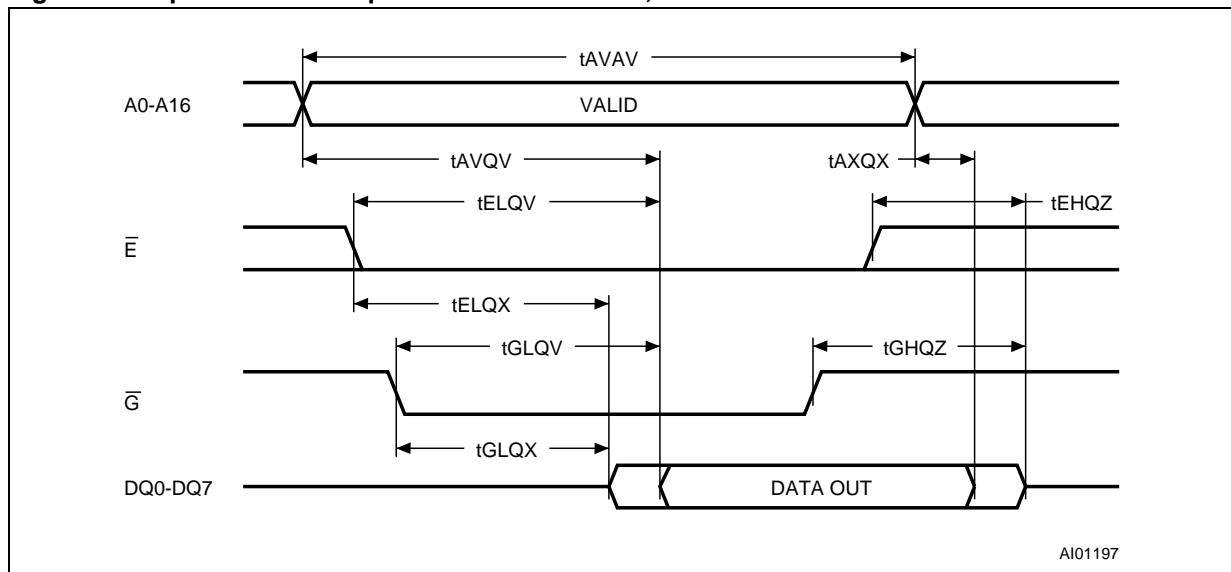 tAVAV
A0-A16
VALID
tAVQV
tAXQX
tELQV
tEHQZ
E̅
tELQX
tGLQV
tGHQZ
G̅
tGLQX
DQ0-DQ7
DATA OUT
AI01197